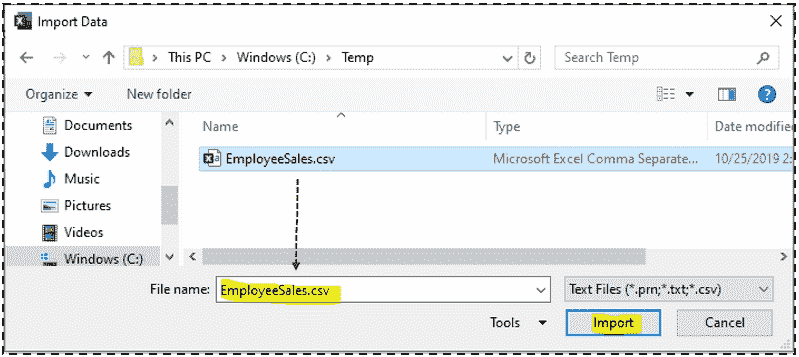 Import Data
This PC > Windows (C:) > Temp
Search Temp
Organize
New folder
Documents
Downloads
Music
Pictures
Videos
Windows (C:)
Name
Type
Date modified
EmployeeSales.csv
Microsoft Excel Comma Separate...
10/25/2019 2:
File name:
EmployeeSales.csv
Text Files (*.prn;*.txt;*.csv)
Tools
Import
Cancel